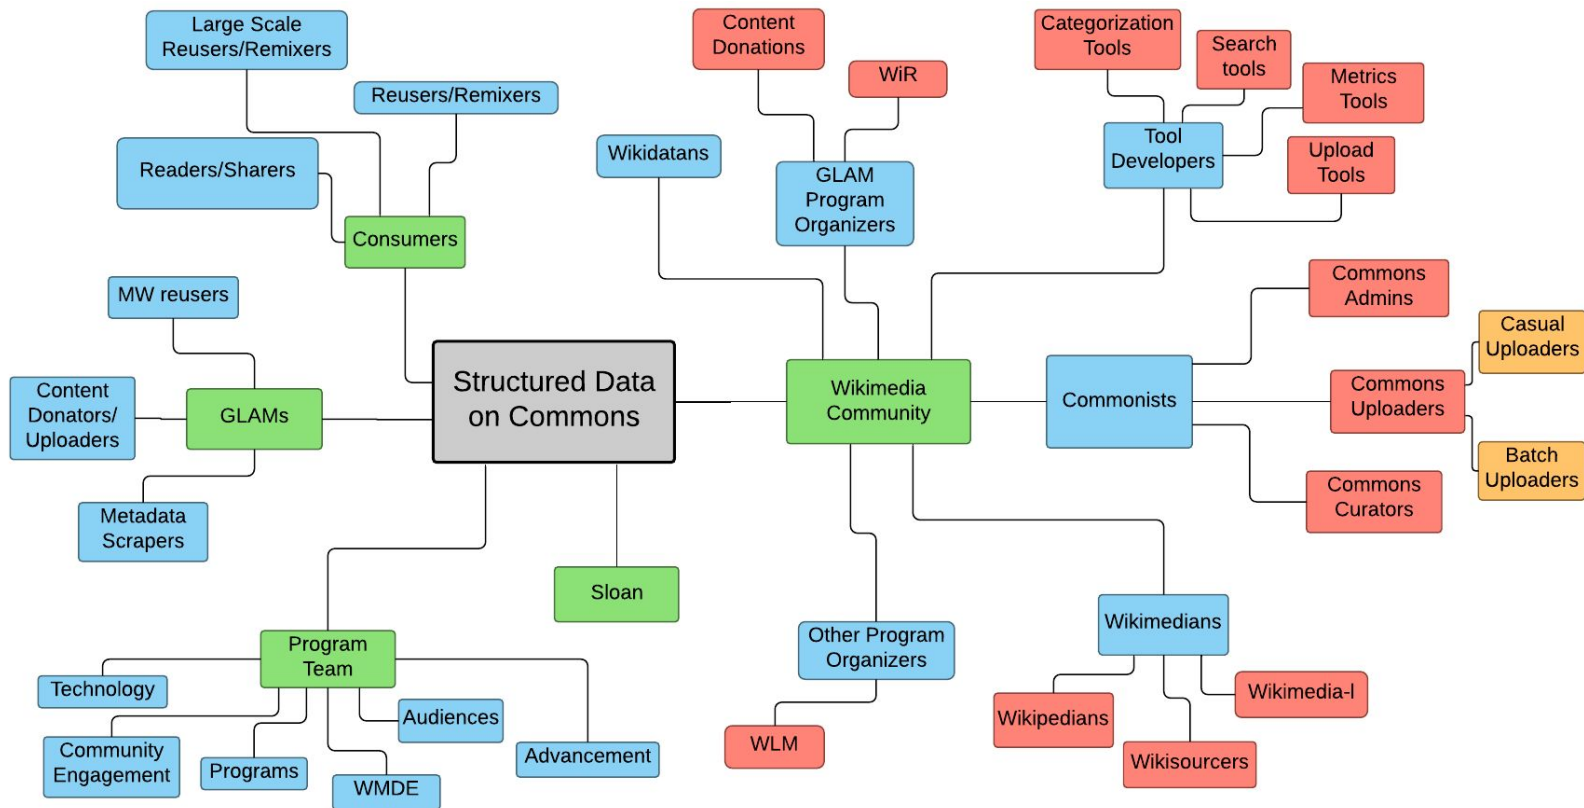 Large Scale
Reusers/Remixers
Reusers/Remixers
Readers/Sharers
Consumers
MW reusers
Content
Donators/
Uploaders
GLAMs
Metadata
Scrapers
Structured Data
on Commons
Sloan
Program
Team
Technology
Community
Engagement
Programs
WMDE
Audiences
Advancement
Content
Donations
WiR
Wikidatans
GLAM
Program
Organizers
Categorization
Tools
Search
tools
Metrics
Tools
Upload
Tools
Tool
Developers
Wikimedia
Community
Commonists
Commons
Admins
Commons
Uploaders
Casual
Uploaders
Batch
Uploaders
Commons
Curators
Other Program
Organizers
WLM
Wikimedians
Wikipedians
Wikisourcers
Wikimedia-l